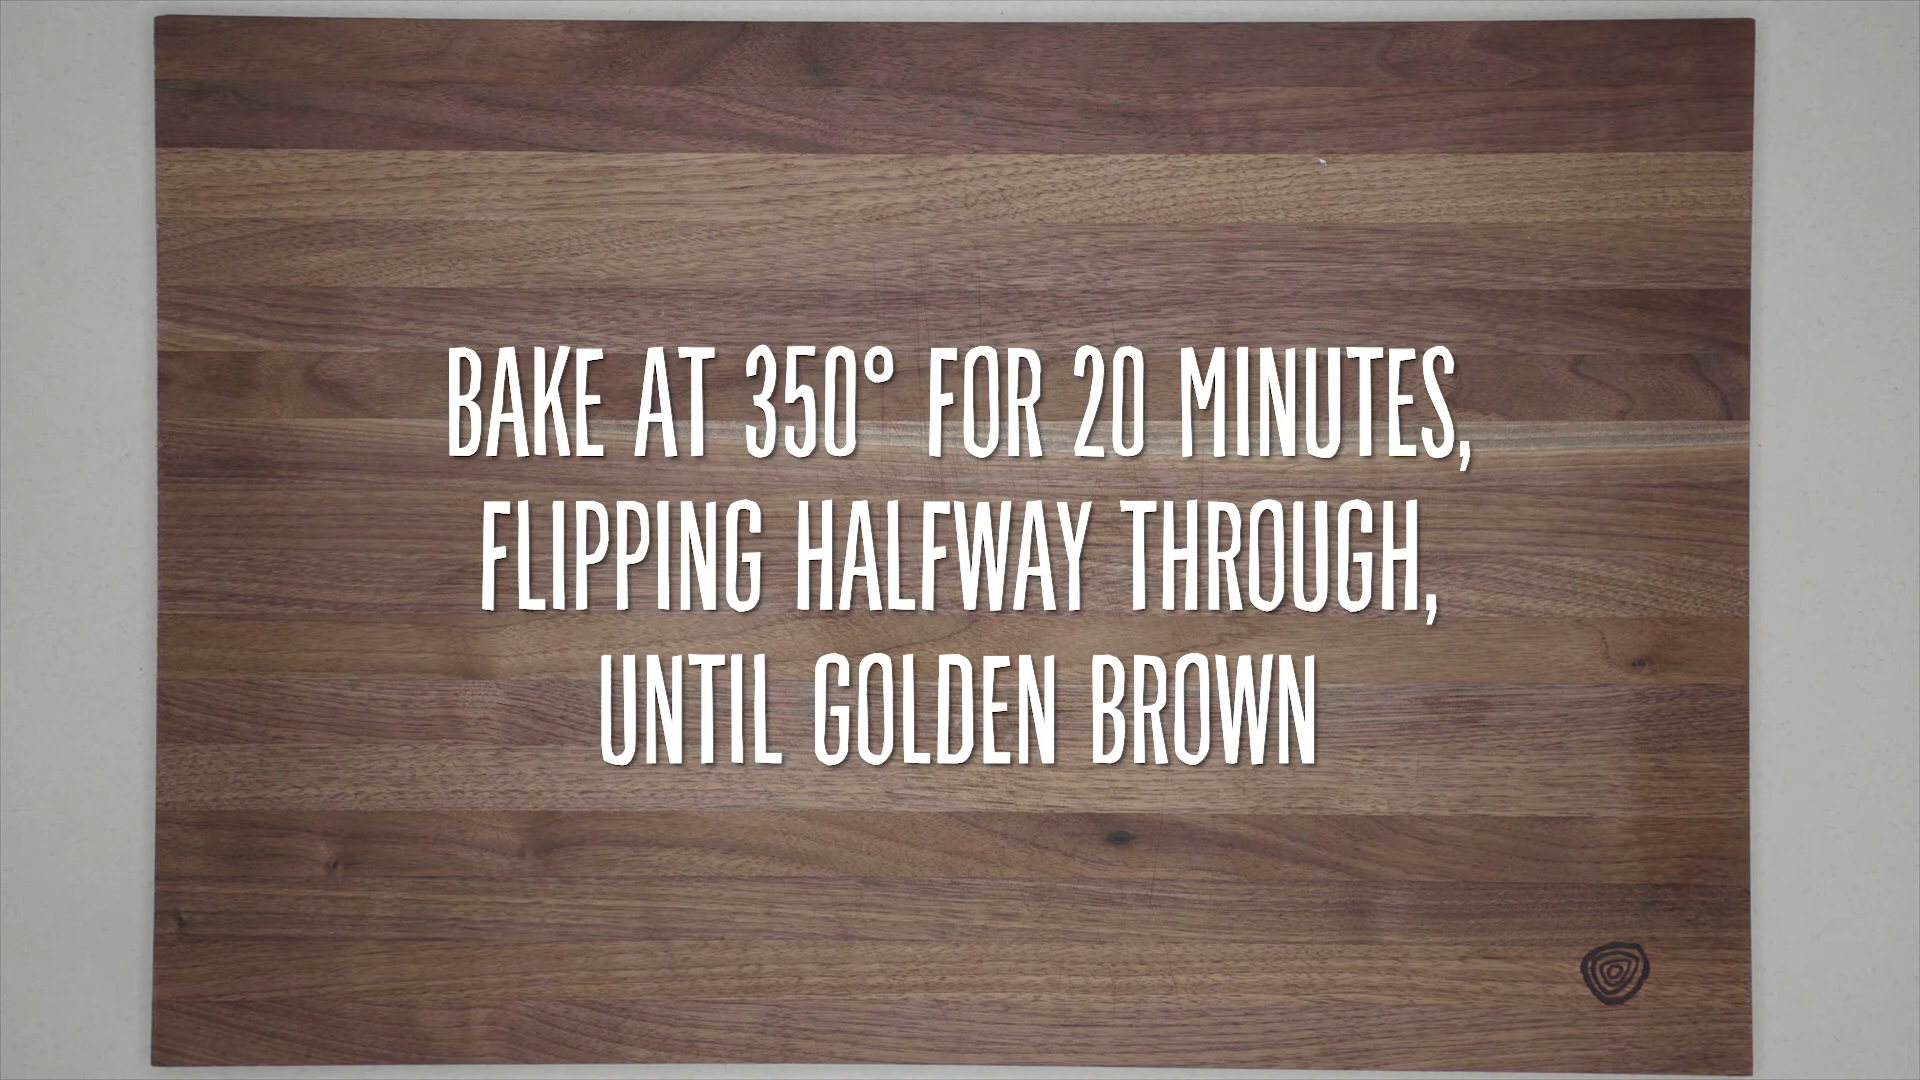 BAKE AT 350° FOR 20 MINUTES,
FLIPPING HALFWAY THROUGH,
UNTIL GOLDEN BROWN